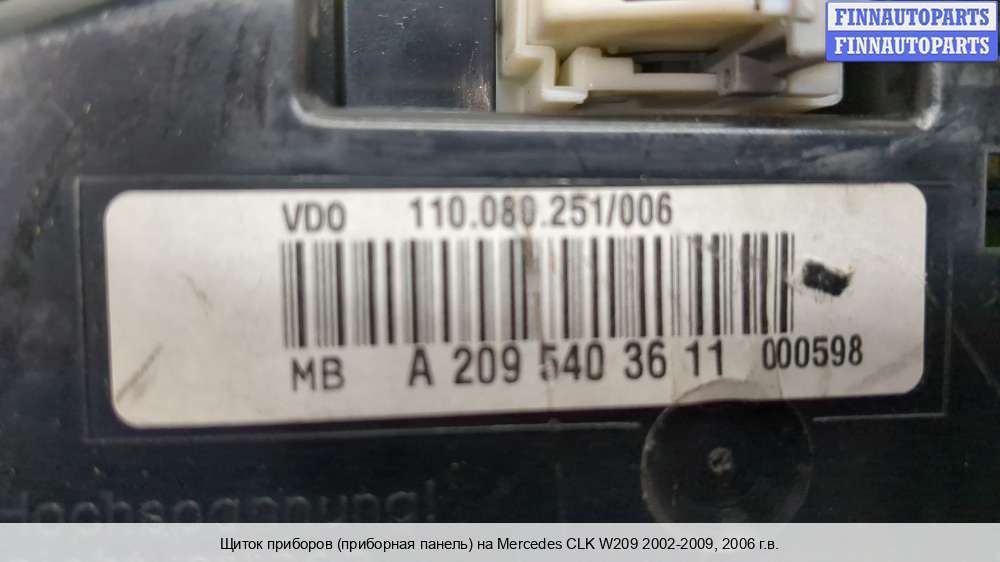 FINNAUTOPARTS
FINNAUTOPARTS
VDO 110.080.251/006
MB A 209 540 36 11 000598
Hochspannung!
Щиток приборов (приборная панель) на Mercedes CLK W209 2002-2009, 2006 г.в.